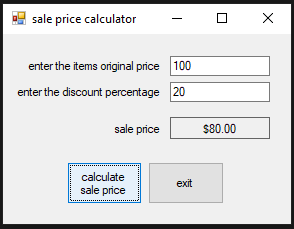 sale price calculator
enter the items original price 100
enter the discount percentage 20
sale price $80.00
calculate exit
sale price